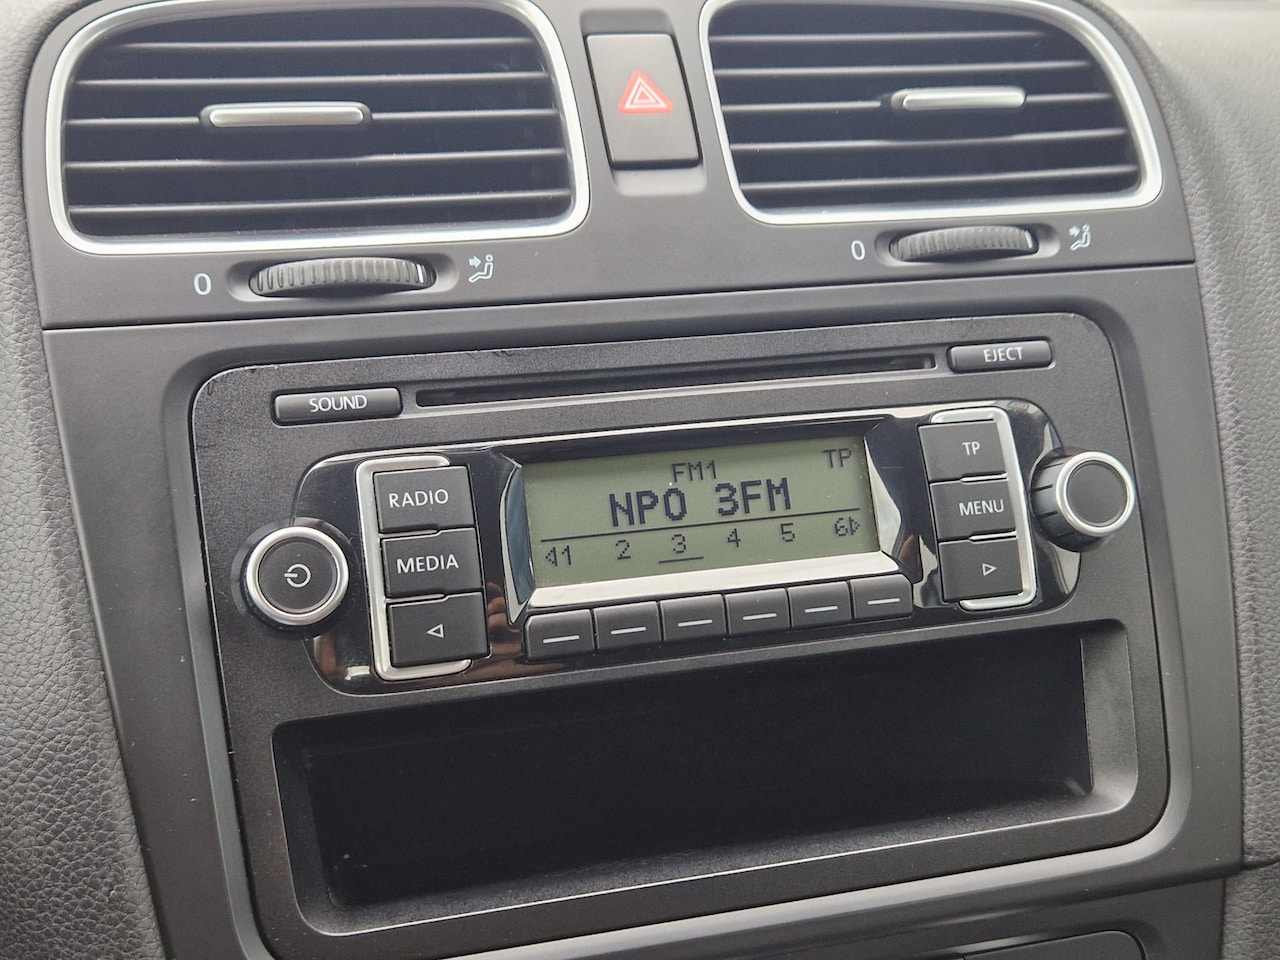 0
0
EJECT
SOUND
FM1 TP
NPO 3FM
1 2 3 4 5 6
RADIO
MEDIA
TP
MENU